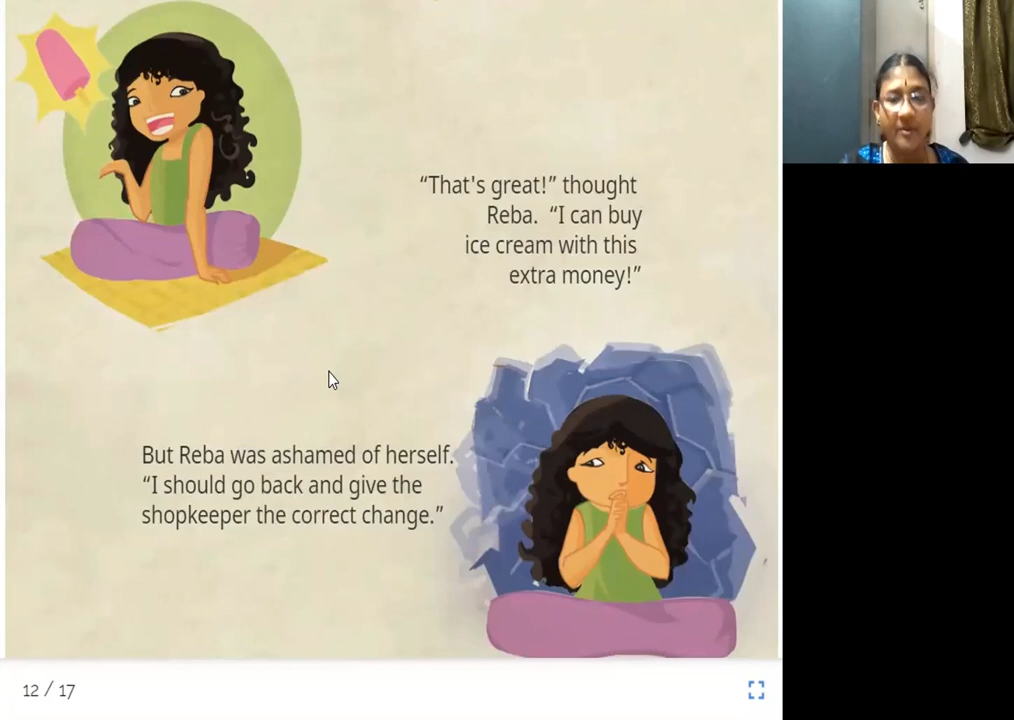 “That's great!” thought
Reba. “I can buy
ice cream with this
extra money!”
But Reba was ashamed of herself.
“I should go back and give the
shopkeeper the correct change.”
12 / 17